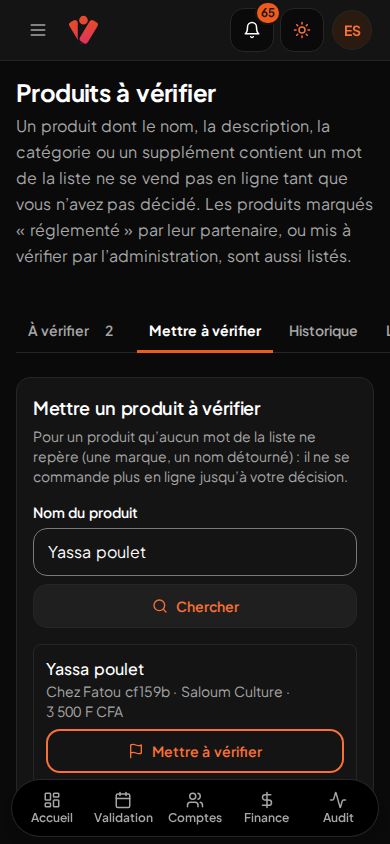 65
ES
Produits à vérifier
Un produit dont le nom, la description, la
catégorie ou un supplément contient un mot
de la liste ne se vend pas en ligne tant que
vous n’avez pas décidé. Les produits marqués
« réglementé » par leur partenaire, ou mis à
vérifier par l’administration, sont aussi listés.
À vérifier 2 Mettre à vérifier Historique L
Mettre un produit à vérifier
Pour un produit qu’aucun mot de la liste ne
repère (une marque, un nom détourné) : il ne se
commande plus en ligne jusqu’à votre décision.
Nom du produit
Yassa poulet
Chercher
Yassa poulet
Chez Fatou cf159b · Saloum Culture ·
3 500 F CFA
Mettre à vérifier
Accueil Validation Comptes Finance Audit